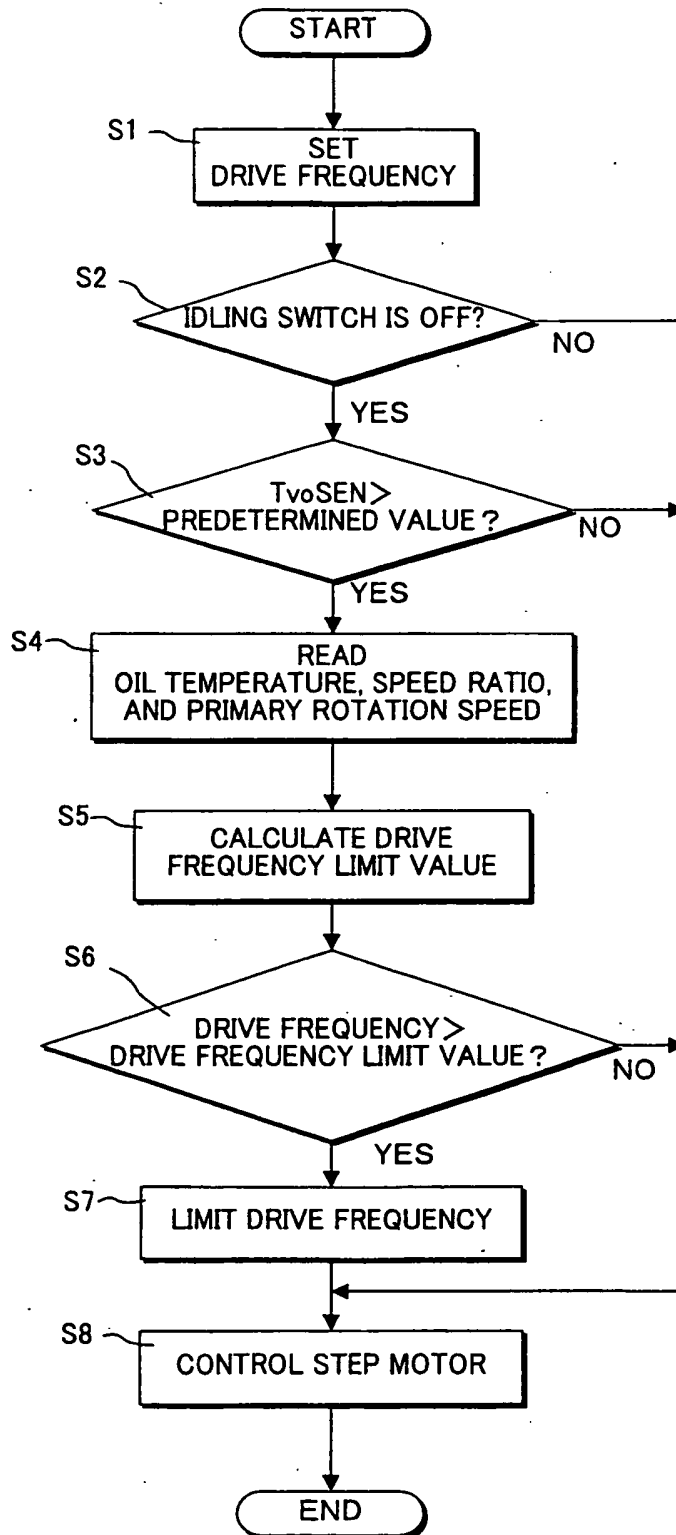 START
S1
SET
DRIVE FREQUENCY
S2
IDLING SWITCH IS OFF?
NO
YES
S3
TvoSEN>
PREDETERMINED VALUE?
NO
YES
S4
READ
OIL TEMPERATURE, SPEED RATIO,
AND PRIMARY ROTATION SPEED
S5
CALCULATE DRIVE
FREQUENCY LIMIT VALUE
S6
DRIVE FREQUENCY>
DRIVE FREQUENCY LIMIT VALUE?
NO
YES
S7
LIMIT DRIVE FREQUENCY
S8
CONTROL STEP MOTOR
END